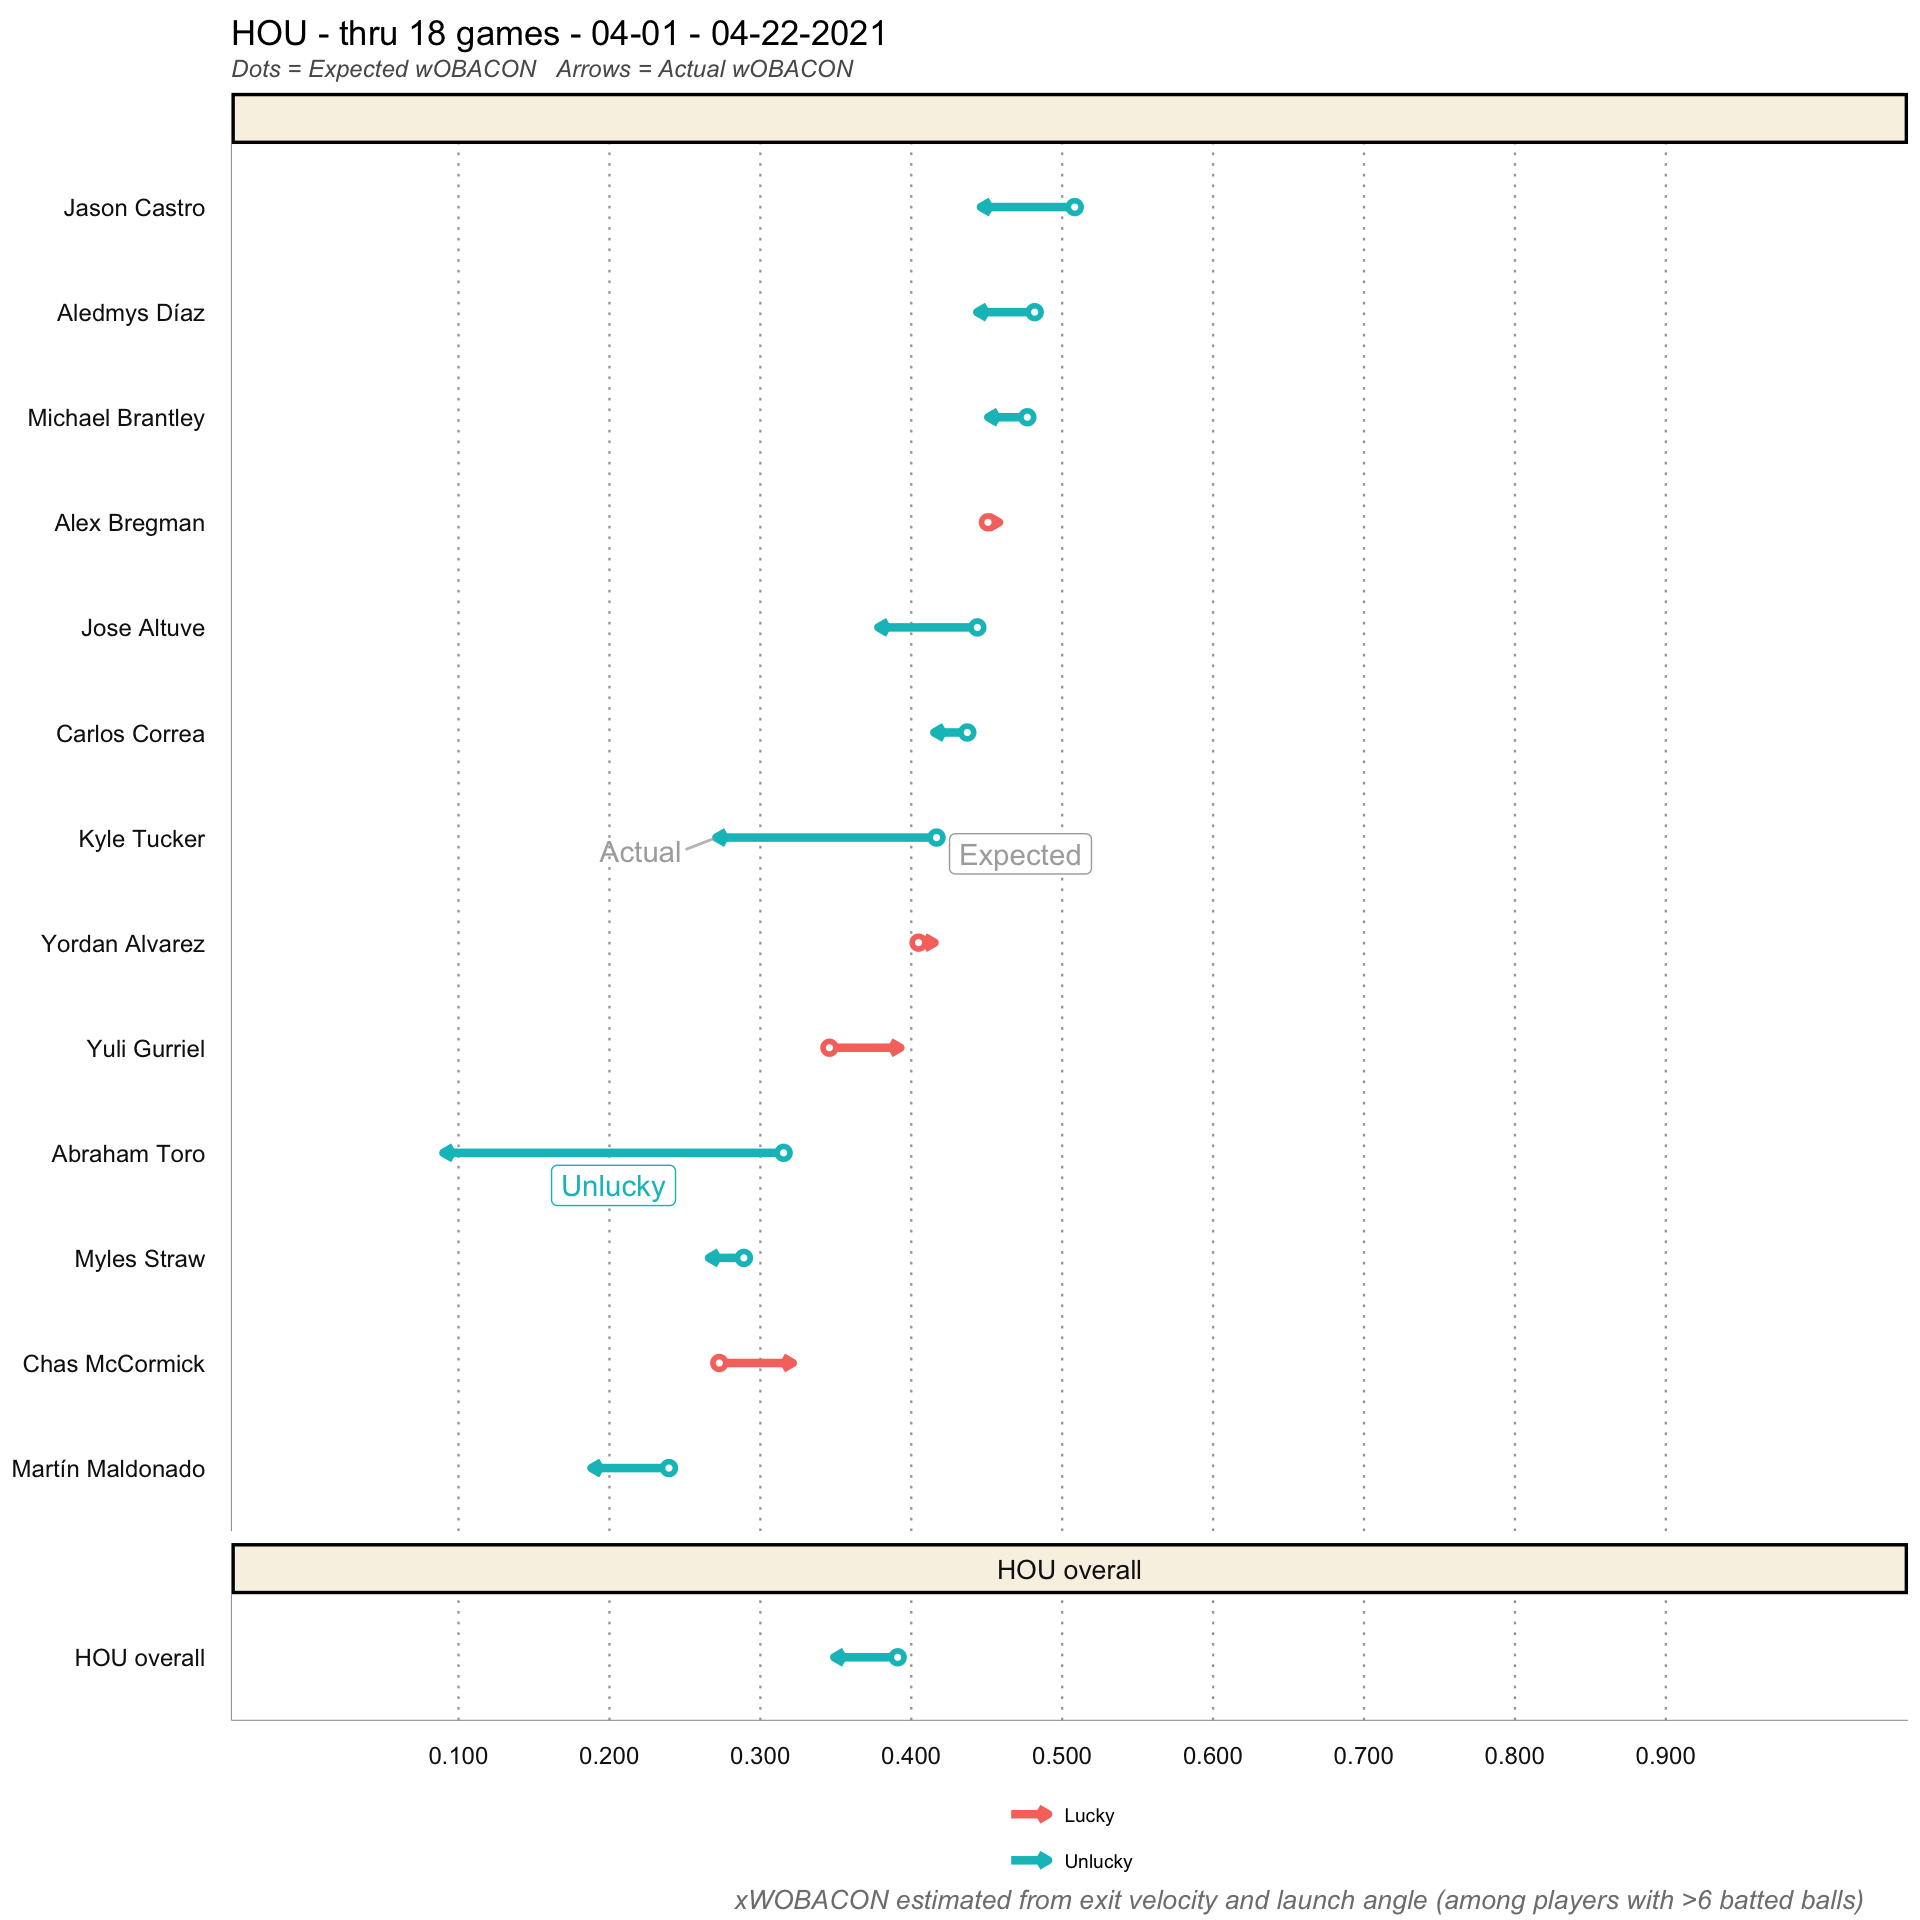 HOU - thru 18 games - 04-01 - 04-22-2021
Dots = Expected wOBACON   Arrows = Actual wOBACON
Jason Castro
Aledmys Díaz
Michael Brantley
Alex Bregman
Jose Altuve
Carlos Correa
Kyle Tucker
Actual
Expected
Yordan Alvarez
Yuli Gurriel
Abraham Toro
Unlucky
Myles Straw
Chas McCormick
Martín Maldonado
HOU overall
HOU overall
0.100 0.200 0.300 0.400 0.500 0.600 0.700 0.800 0.900
Lucky
Unlucky
xWOBACON estimated from exit velocity and launch angle (among players with >6 batted balls)